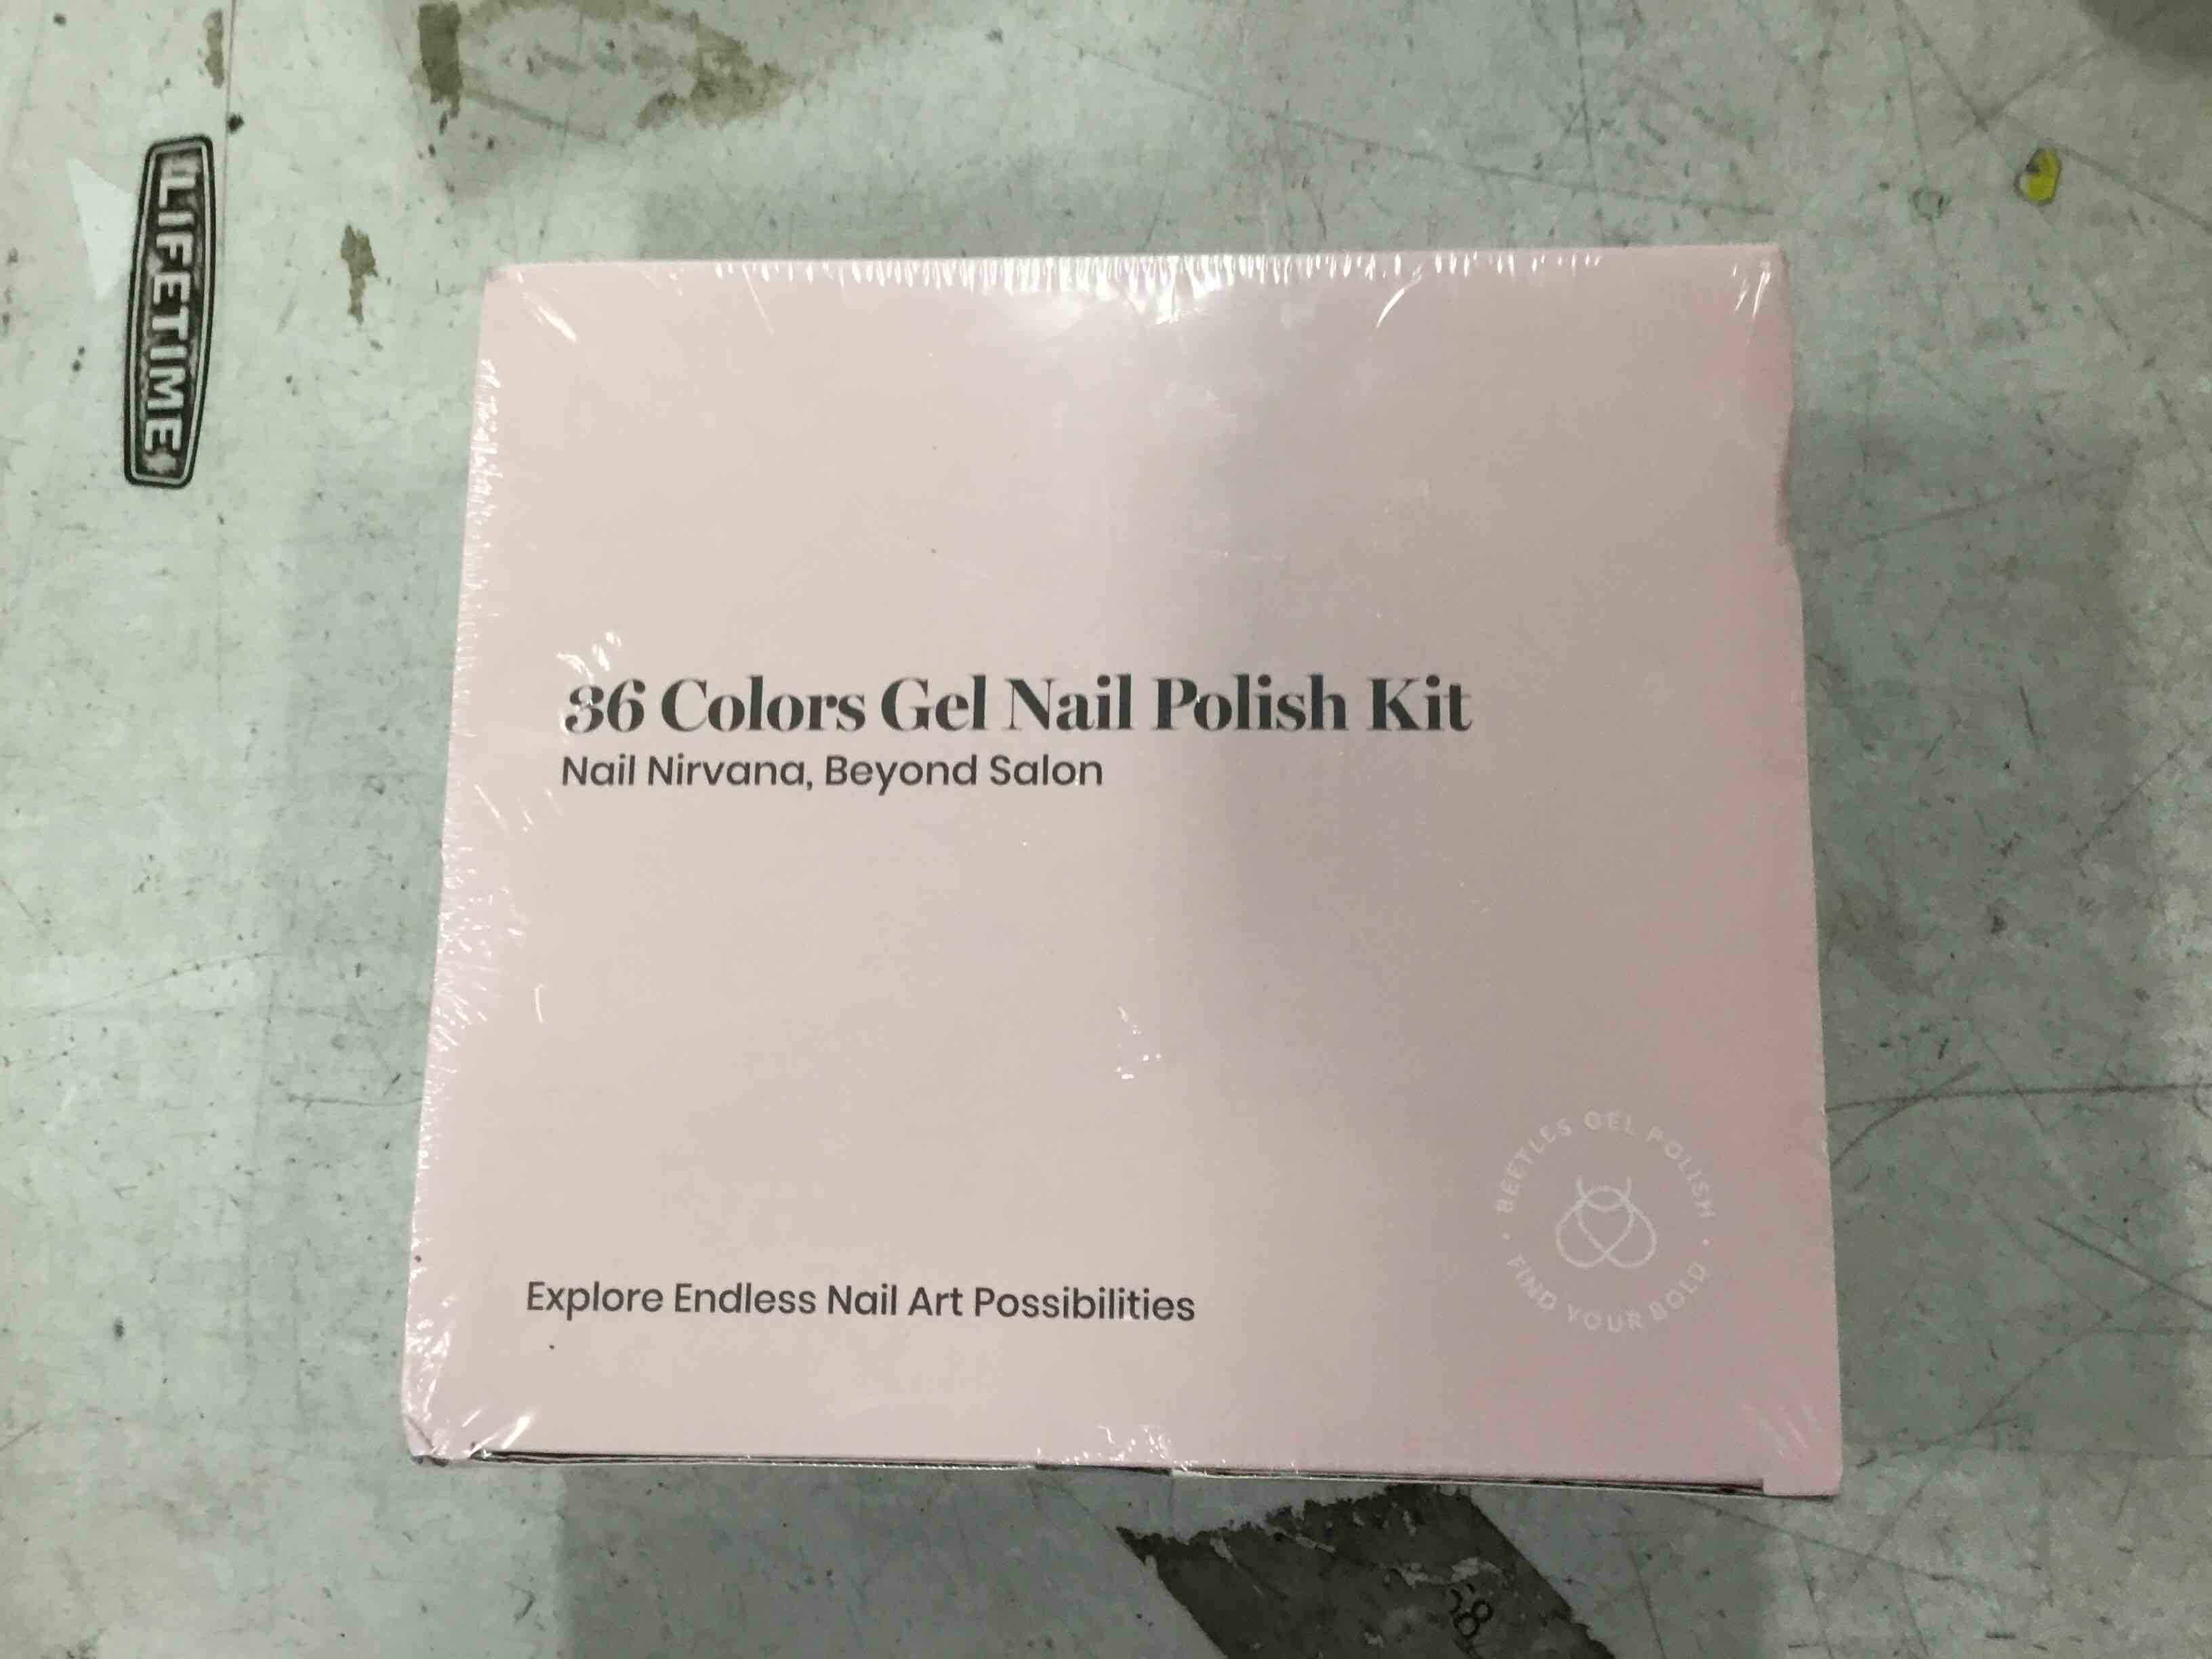 LIFETIME
36 Colors Gel Nail Polish Kit
Nail Nirvana, Beyond Salon
BEETLES GEL POLISH
FIND YOUR BOLD
Explore Endless Nail Art Possibilities